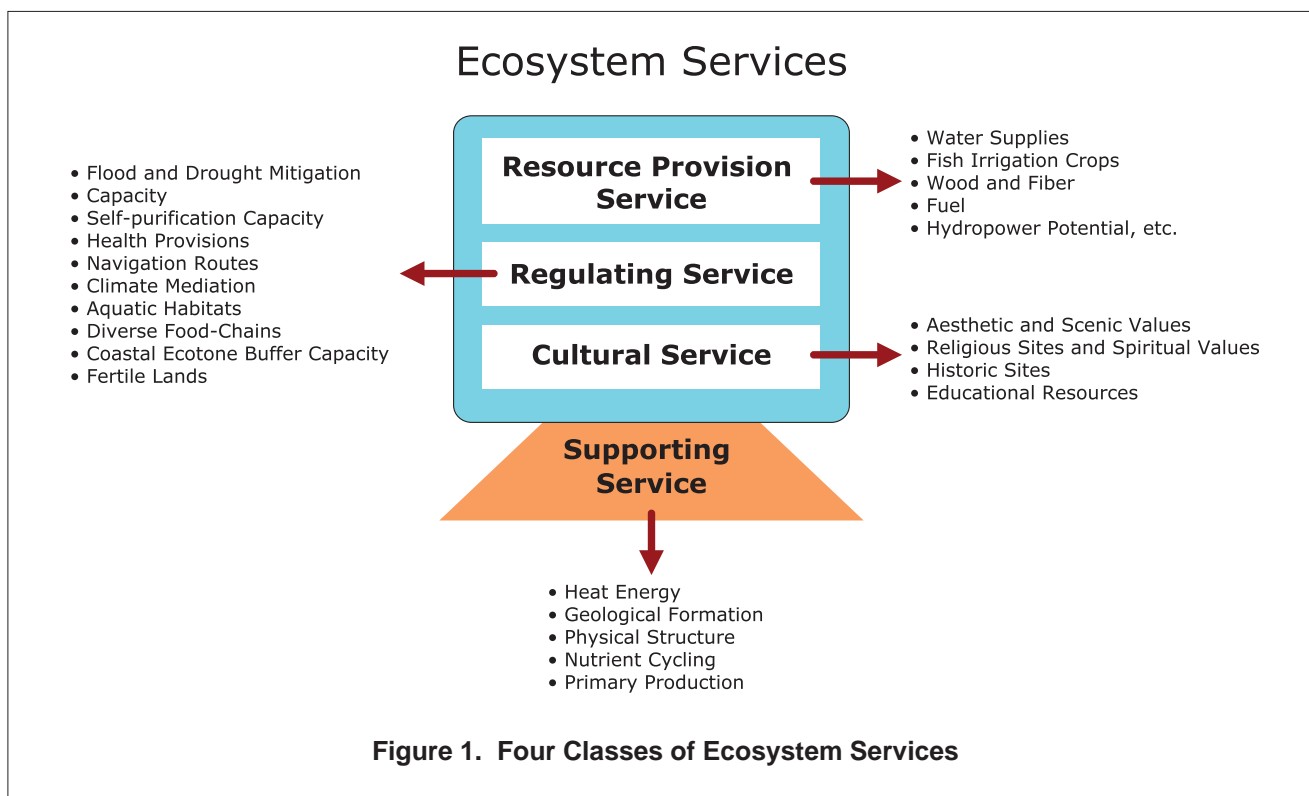 Ecosystem Services
Resource Provision
Service
• Water Supplies
• Fish Irrigation Crops
• Wood and Fiber
• Fuel
• Hydropower Potential, etc.
Regulating Service
• Flood and Drought Mitigation
• Capacity
• Self-purification Capacity
• Health Provisions
• Navigation Routes
• Climate Mediation
• Aquatic Habitats
• Diverse Food-Chains
• Coastal Ecotone Buffer Capacity
• Fertile Lands
Cultural Service
• Aesthetic and Scenic Values
• Religious Sites and Spiritual Values
• Historic Sites
• Educational Resources
Supporting
Service
• Heat Energy
• Geological Formation
• Physical Structure
• Nutrient Cycling
• Primary Production
Figure 1. Four Classes of Ecosystem Services